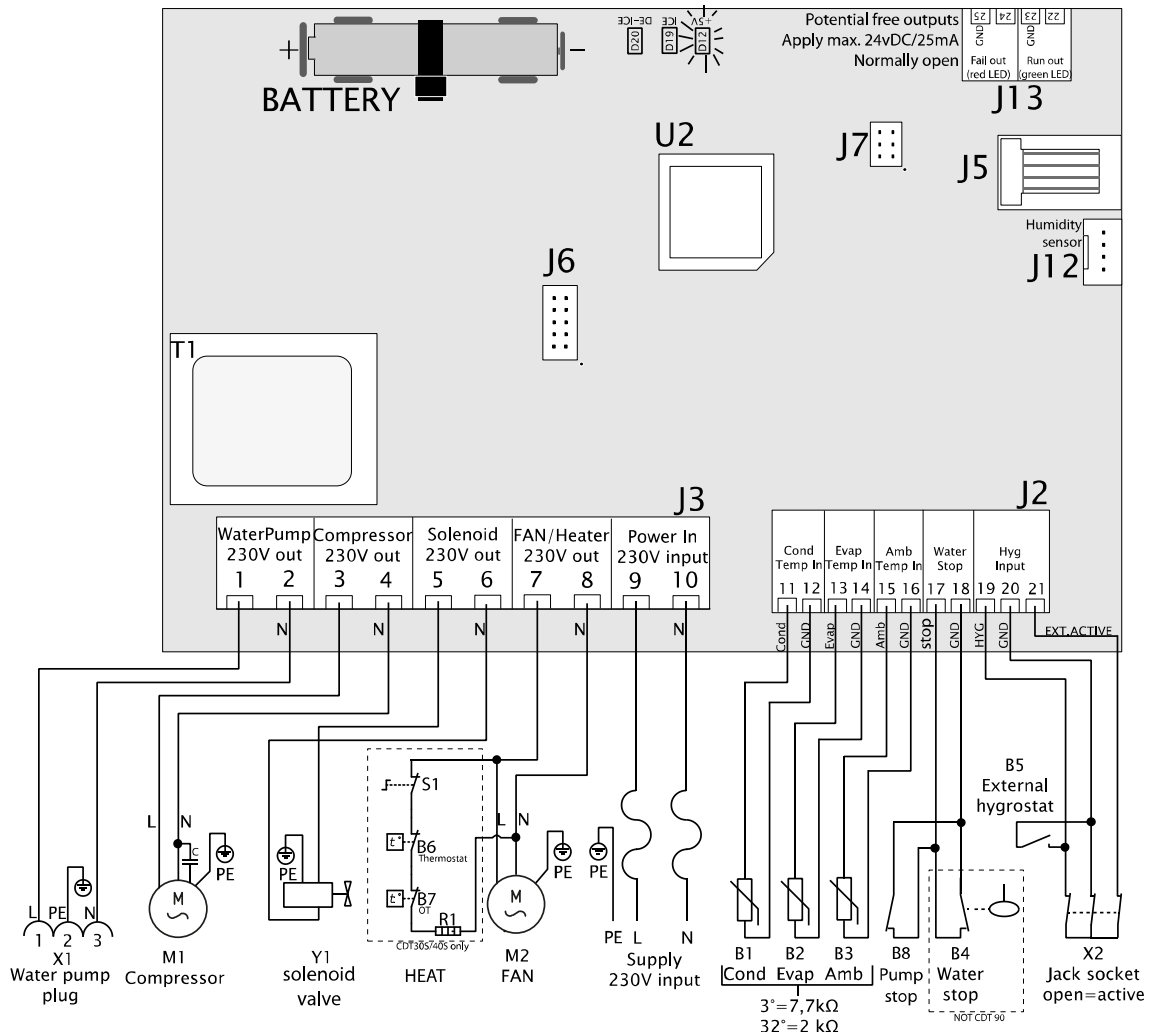 DE-ICE
ICE
+5V
D20
D19
D12
+
−
BATTERY
Potential free outputs
Apply max. 24vDC/25mA
Normally open
25 24 23 22
GND GND
Fail out
(red LED)
Run out
(green LED)
J13
U2
J7
J5
Humidity
sensor
J12
J6
T1
J3
WaterPump
230V out
Compressor
230V out
Solenoid
230V out
FAN/Heater
230V out
Power In
230V input
1 2 3 4 5 6 7 8 9 10
N N N N N
J2
Cond
Temp In
Evap
Temp In
Amb
Temp In
Water
Stop
Hyg
Input
11 12 13 14 15 16 17 18 19 20 21
Cond GND Evap GND Amb GND stop GND HYG GND EXT.ACTIVE
L PE N
1 2 3
X1
Water pump
plug
L N
C
PE
M
~
M1
Compressor
PE
Y1
solenoid
valve
S1
t°
B6
Thermostat
t°
B7
OT
R1
CDT30S/40S only
HEAT
L N
PE
M
~
M2
FAN
PE
PE L N
Supply
230V input
B1
Cond
B2
Evap
B3
Amb
3°=7,7kΩ
32°=2 kΩ
B8
Pump
stop
B4
Water
stop
NOT CDT 90
B5
External
hygrostat
X2
Jack socket
open=active